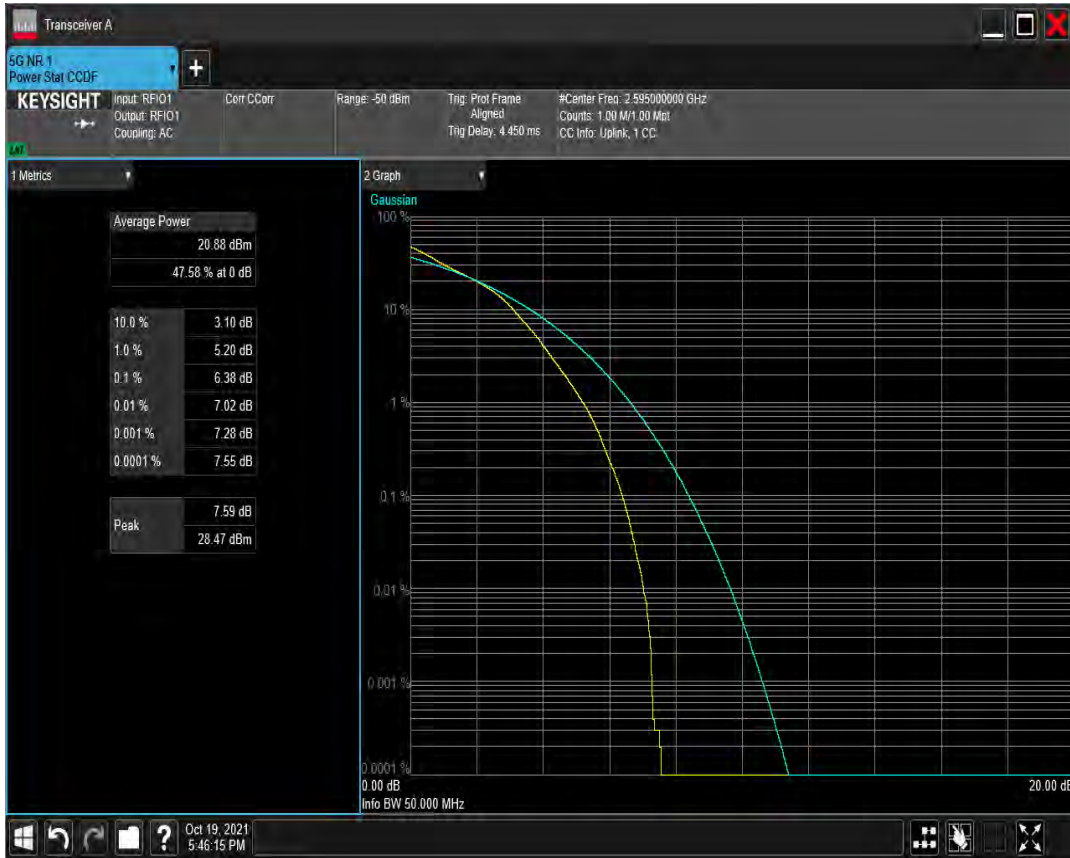 Transceiver A
5G NR 1
Power Stat CCDF
+
KEYSIGHT
Input: RFIO1
Output: RFIO1
Coupling: AC
Corr CCorr
Range: -50 dBm
Trig: Prot Frame
Aligned
Trig Delay: 4.450 ms
#Center Freq: 2.595000000 GHz
Counts: 1.00 M/1.00 Mpt
CC Info: Uplink, 1 CC
1 Metrics
Average Power
20.88 dBm
47.58 % at 0 dB
10.0 % 3.10 dB
1.0 % 5.20 dB
0.1 % 6.38 dB
0.01 % 7.02 dB
0.001 % 7.28 dB
0.0001 % 7.55 dB
Peak
7.59 dB
28.47 dBm
2 Graph
Gaussian
100 %
10 %
1 %
0.1 %
0.01 %
0.001 %
0.0001 %
0.00 dB
20.00 dB
Info BW 50.000 MHz
?
Oct 19, 2021
5:46:15 PM